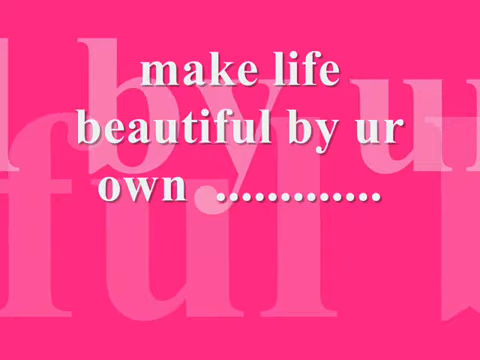 make life
beautiful by ur
own .............